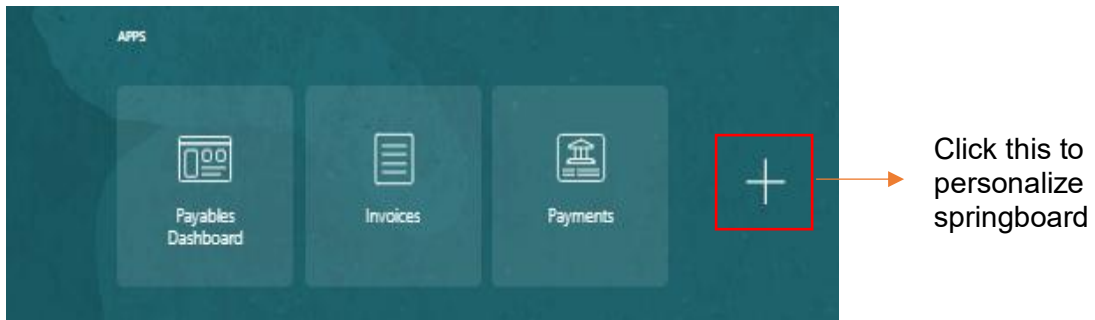 APPS
Payables
Dashboard
Invoices
Payments
Click this to
personalize
springboard